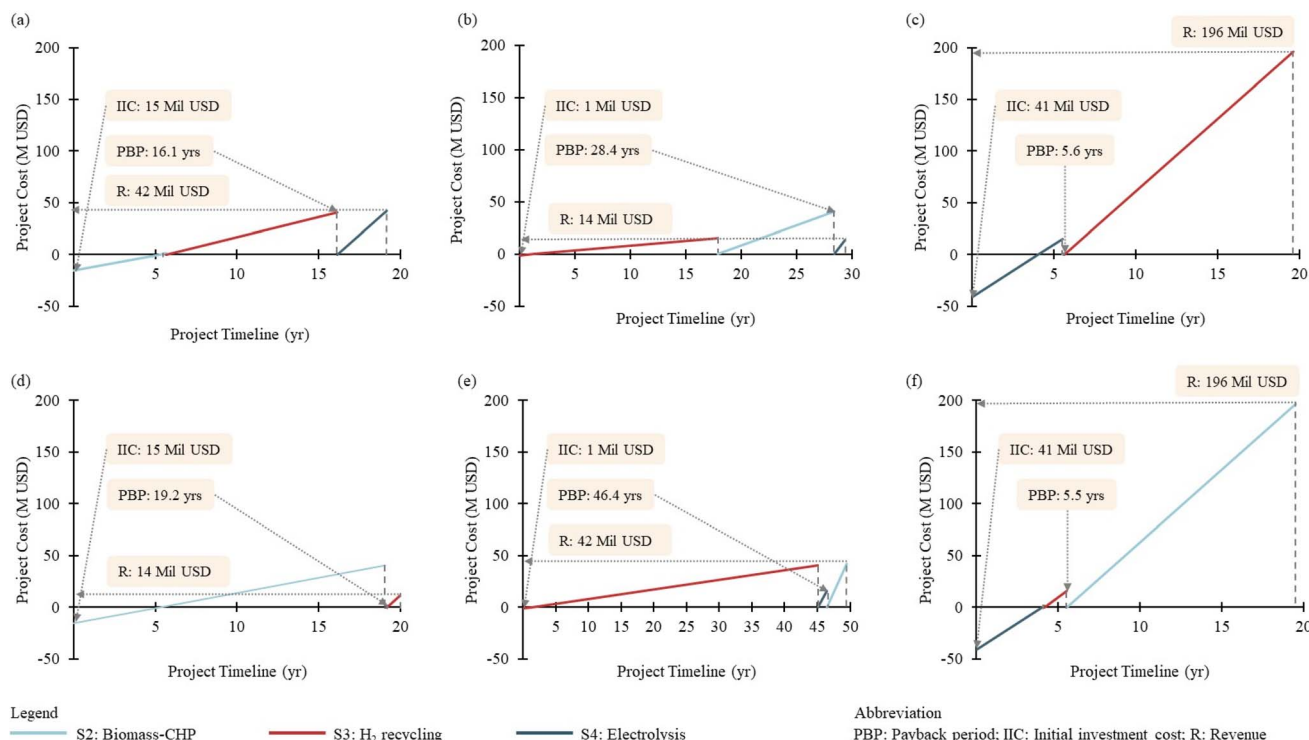 (a)
200
150
100
50
0
-50
5
10
15
20
Project Cost (M USD)
Project Timeline (yr)
IIC: 15 Mil USD
PBP: 16.1 yrs
R: 42 Mil USD
(b)
200
150
100
50
0
-50
5
10
15
20
25
30
Project Cost (M USD)
Project Timeline (yr)
IIC: 1 Mil USD
PBP: 28.4 yrs
R: 14 Mil USD
(c)
200
150
100
50
0
-50
5
10
15
20
Project Cost (M USD)
Project Timeline (yr)
R: 196 Mil USD
IIC: 41 Mil USD
PBP: 5.6 yrs
(d)
200
150
100
50
0
-50
5
10
15
20
Project Cost (M USD)
Project Timeline (yr)
IIC: 15 Mil USD
PBP: 19.2 yrs
R: 14 Mil USD
(e)
200
150
100
50
0
-50
5
10
15
20
25
30
35
40
45
50
Project Cost (M USD)
Project Timeline (yr)
IIC: 1 Mil USD
PBP: 46.4 yrs
R: 42 Mil USD
(f)
200
150
100
50
0
-50
5
10
15
20
Project Cost (M USD)
Project Timeline (yr)
R: 196 Mil USD
IIC: 41 Mil USD
PBP: 5.5 yrs
Legend
S2: Biomass-CHP
S3: H₂ recycling
S4: Electrolysis
Abbreviation
PBP: Payback period; IIC: Initial investment cost; R: Revenue